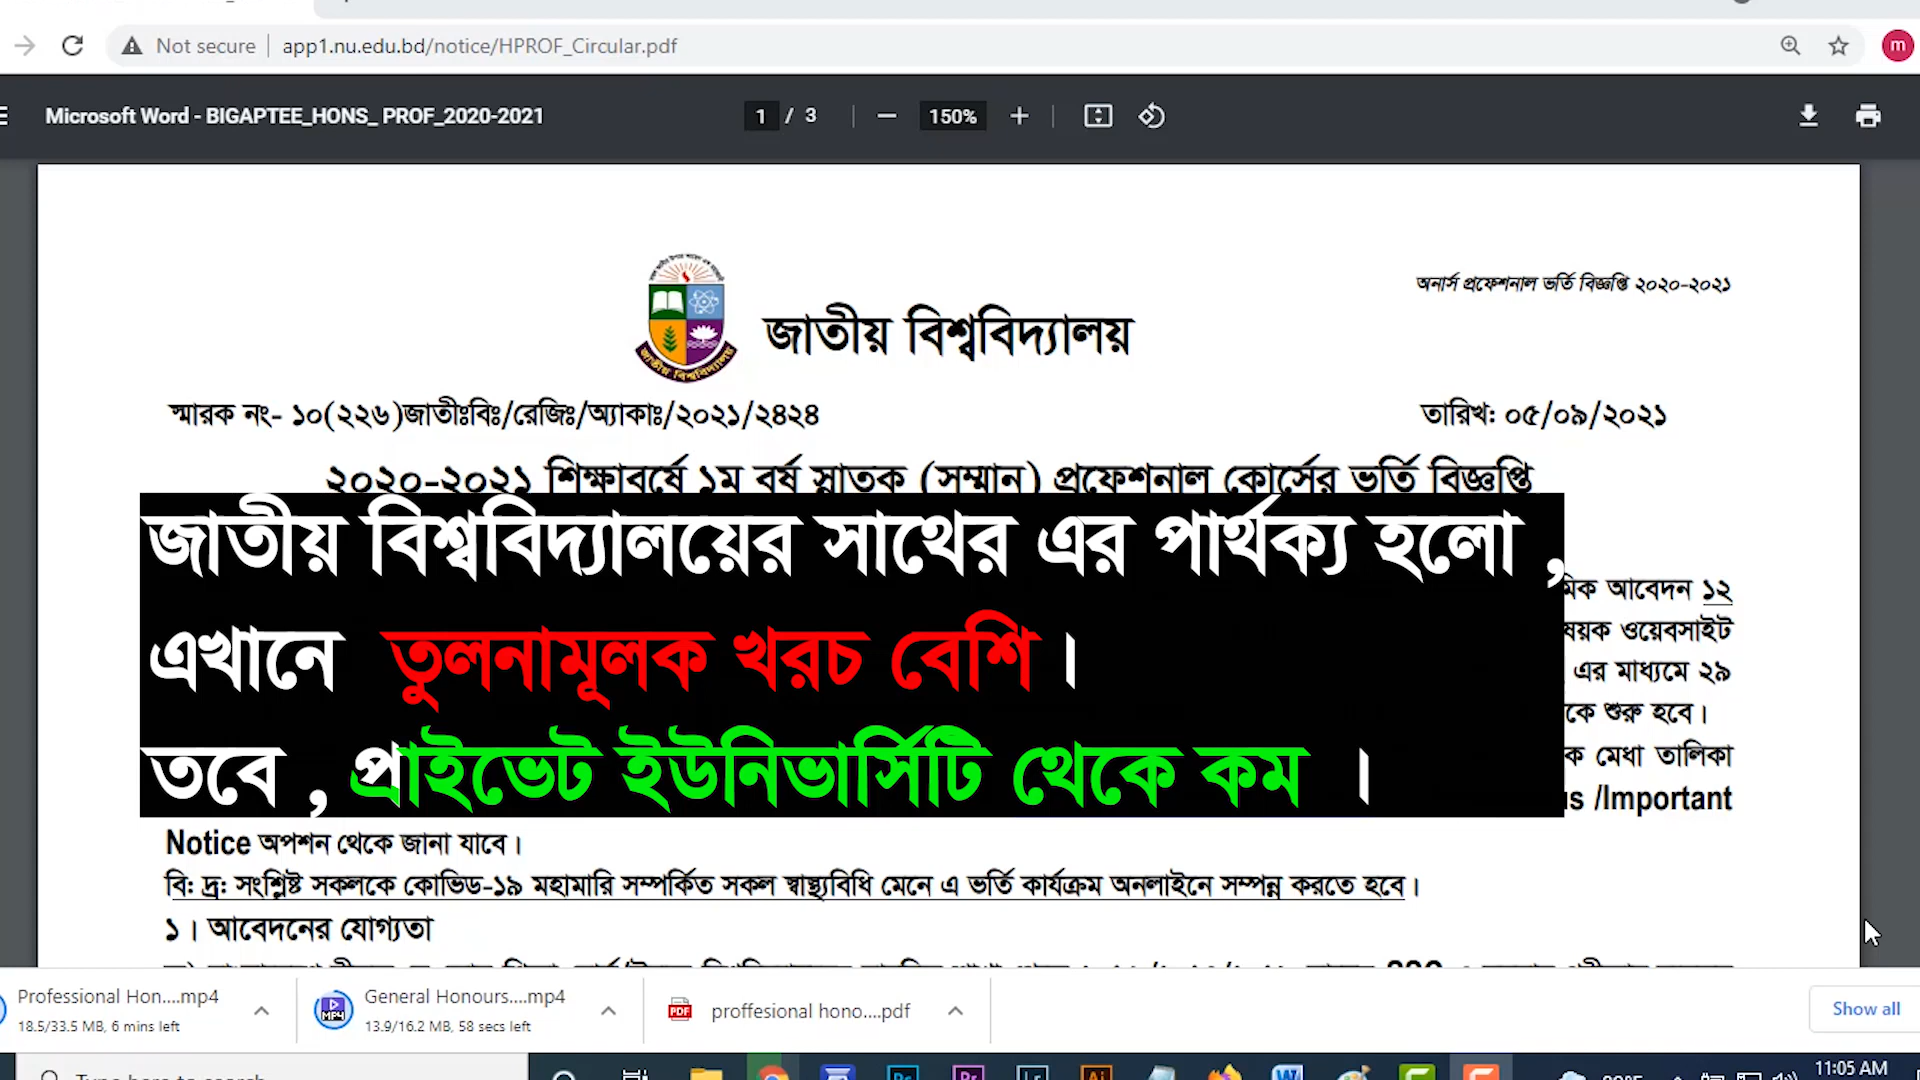 Not secure
app1.nu.edu.bd/notice/HPROF_Circular.pdf
m
Microsoft Word - BIGAPTEE_HONS_ PROF_2020-2021
1 / 3
150%
অনার্স প্রফেশনাল ভর্তি বিজ্ঞপ্তি ২০২০-২০২১
জাতীয় বিশ্ববিদ্যালয়
স্মারক নং- ১০(২২৬)জাতীঃবিঃ/রেজিঃ/অ্যাকাঃ/২০২১/২৪২৪
তারিখ: ০৫/০৯/২০২১
২০২০-২০২১ শিক্ষাবর্ষে ১ম বর্ষ স্নাতক (সম্মান) প্রফেশনাল কোর্সের ভর্তি বিজ্ঞপ্তি
জাতীয় বিশ্ববিদ্যালয়ের সাথের এর পার্থক্য হলো ,
এখানে তুলনামূলক খরচ বেশি ।
তবে , প্রাইভেট ইউনিভার্সিটি থেকে কম ।
আবেদন ১২
ওয়েবসাইট
এর মাধ্যমে ২৯
শুরু হবে।
মেধা তালিকা
/Important
Notice অপশন থেকে জানা যাবে।
বি: দ্র: সংশ্লিষ্ট সকলকে কোভিড-১৯ মহামারি সম্পর্কিত সকল স্বাস্থ্যবিধি মেনে এ ভর্তি কার্যক্রম অনলাইনে সম্পন্ন করতে হবে।
১। আবেদনের যোগ্যতা
Professional Hon....mp4
18.5/33.5 MB, 6 mins left
General Honours....mp4
13.9/16.2 MB, 58 secs left
proffesional hono....pdf
Show all
11:05 AM